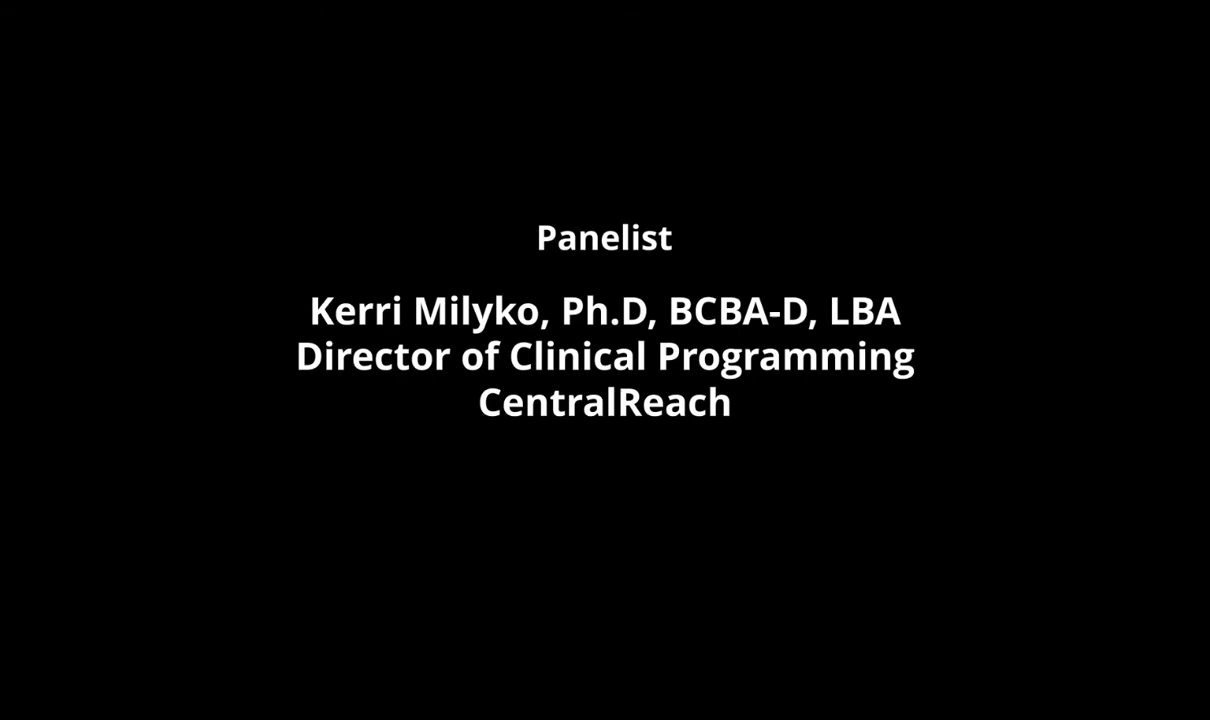 Panelist
Kerri Milyko, Ph.D, BCBA-D, LBA
Director of Clinical Programming
CentralReach